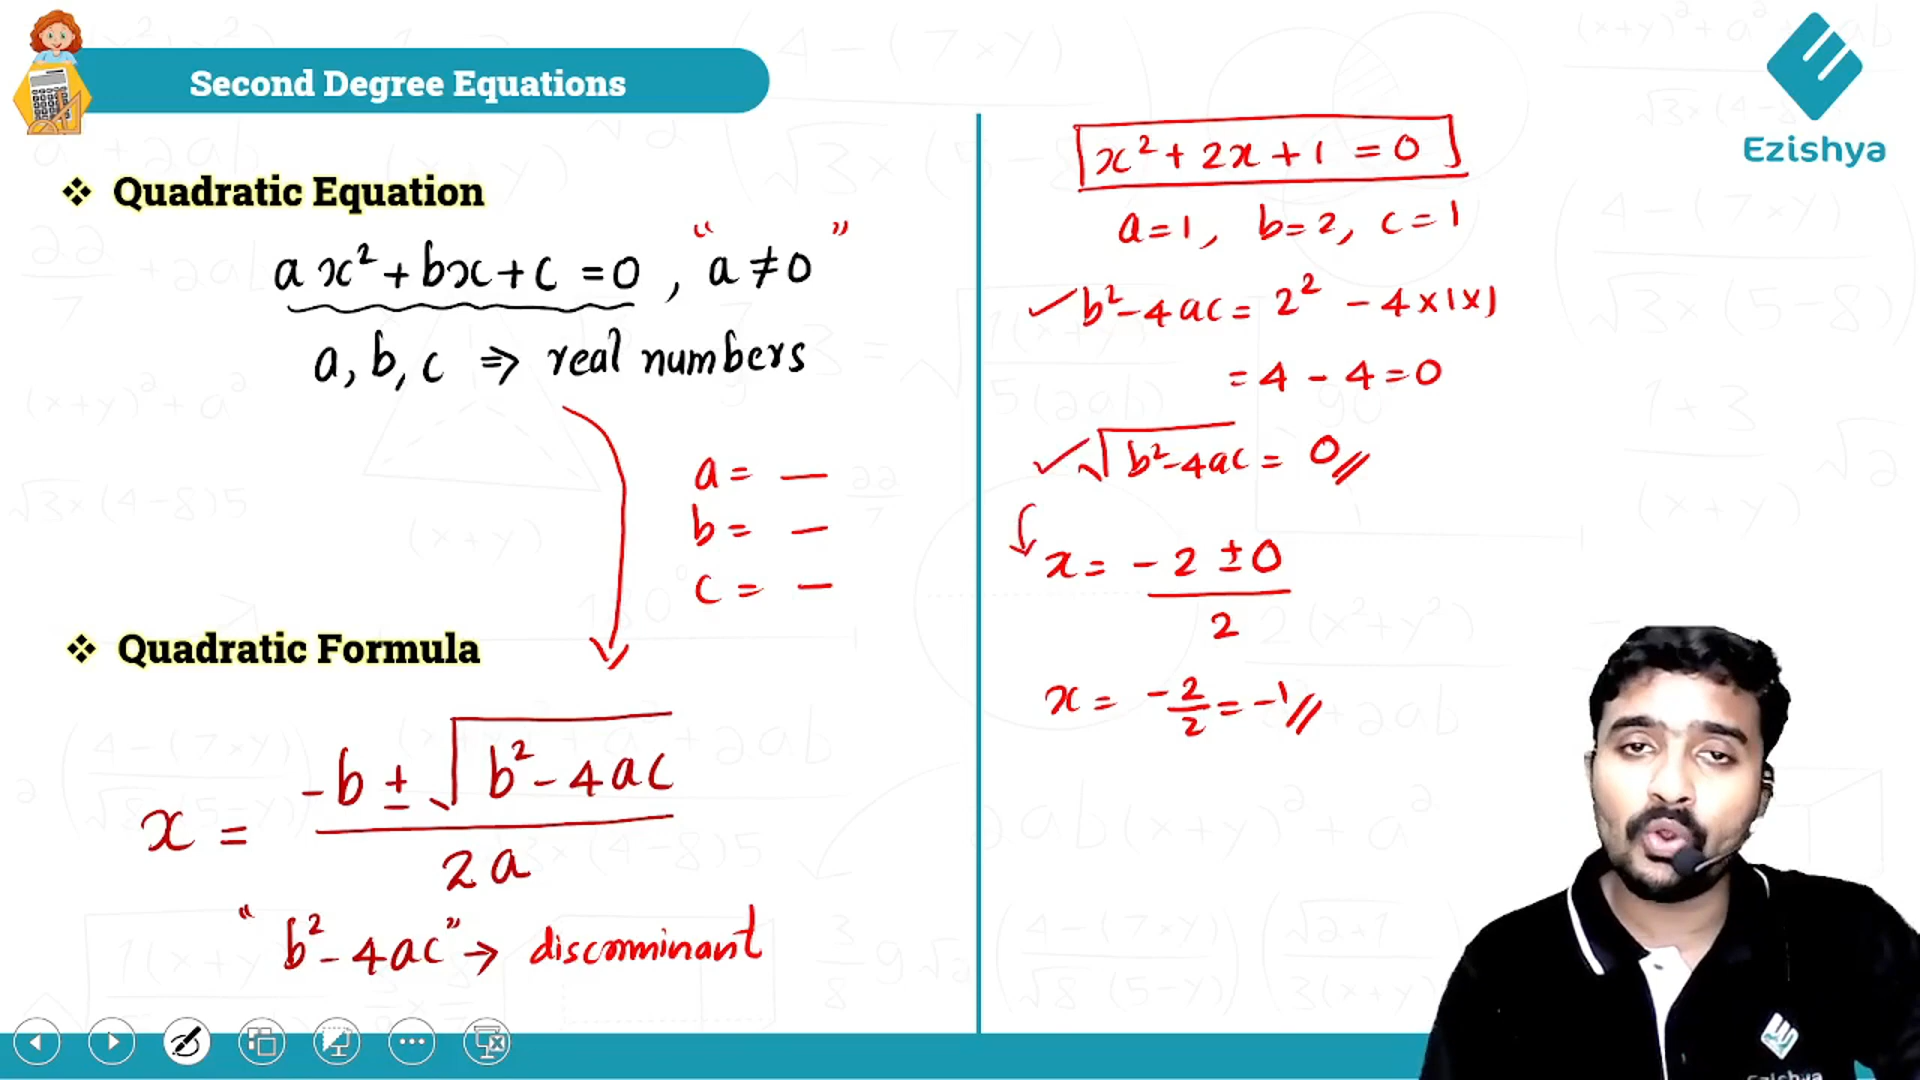 Second Degree Equations
Ezishya
Quadratic Equation
ax² + bx + c = 0 , "a ≠ 0"
a, b, c ⇒ real numbers
a = —
b = —
c = —
Quadratic Formula
x = (-b ± √(b² - 4ac)) / 2a
"b² - 4ac" → discriminant
x² + 2x + 1 = 0
a = 1, b = 2, c = 1
✓ b² - 4ac = 2² - 4 × 1 × 1
= 4 - 4 = 0
✓ √(b² - 4ac) = 0 //
x = (-2 ± 0) / 2
x = -2/2 = -1 //
Ezishya